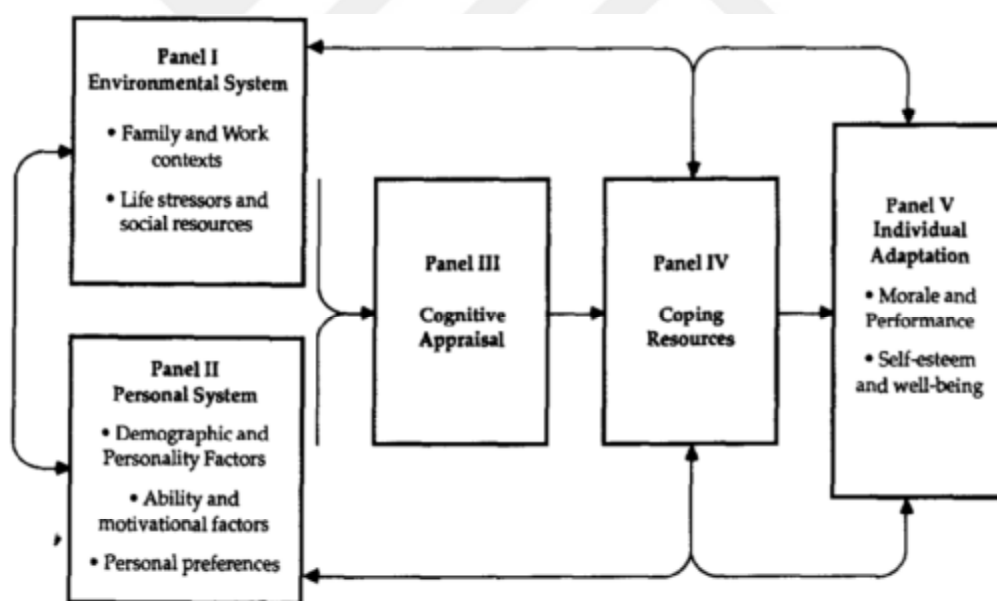 Panel I
Environmental System
• Family and Work
contexts
• Life stressors and
social resources
Panel II
Personal System
• Demographic and
Personality Factors
• Ability and
motivational factors
• Personal preferences
Panel III
Cognitive
Appraisal
Panel IV
Coping
Resources
Panel V
Individual
Adaptation
• Morale and
Performance
• Self-esteem
and well-being